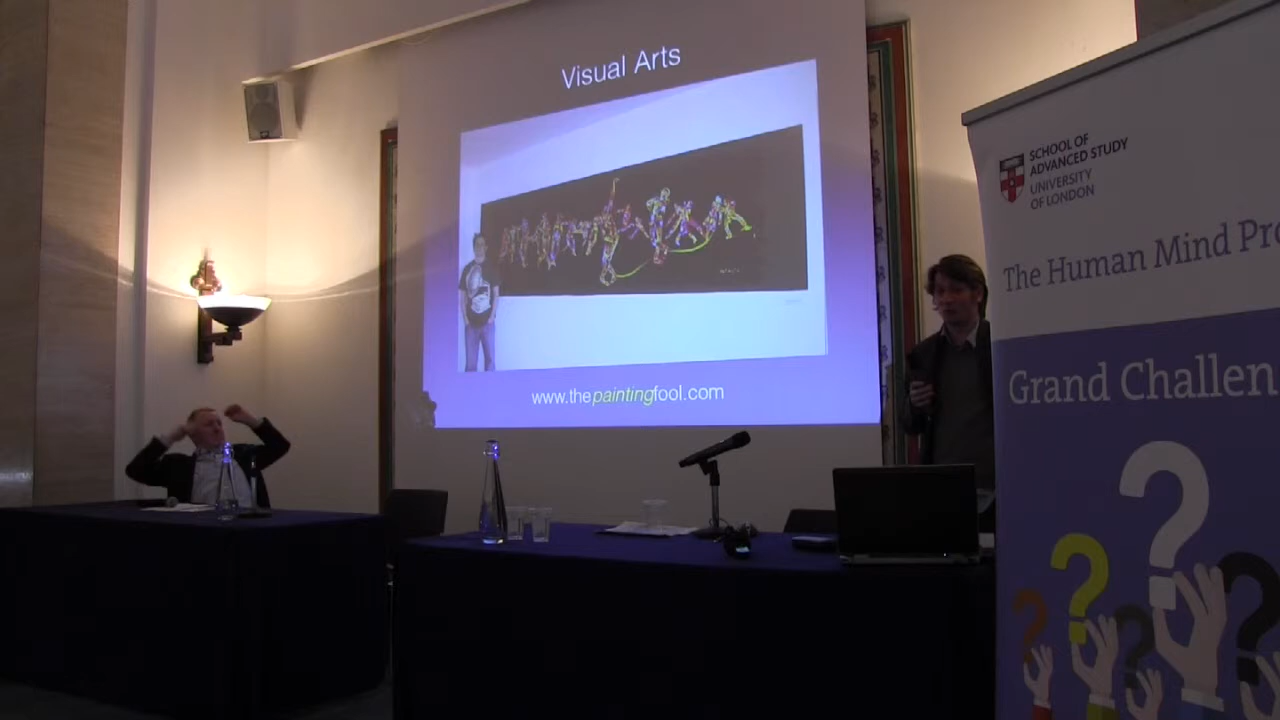 Visual Arts
www.thepaintingfool.com
SCHOOL OF
ADVANCED STUDY
UNIVERSITY
OF LONDON
The Human Mind Pro
Grand Challen
? ? ? ? ?